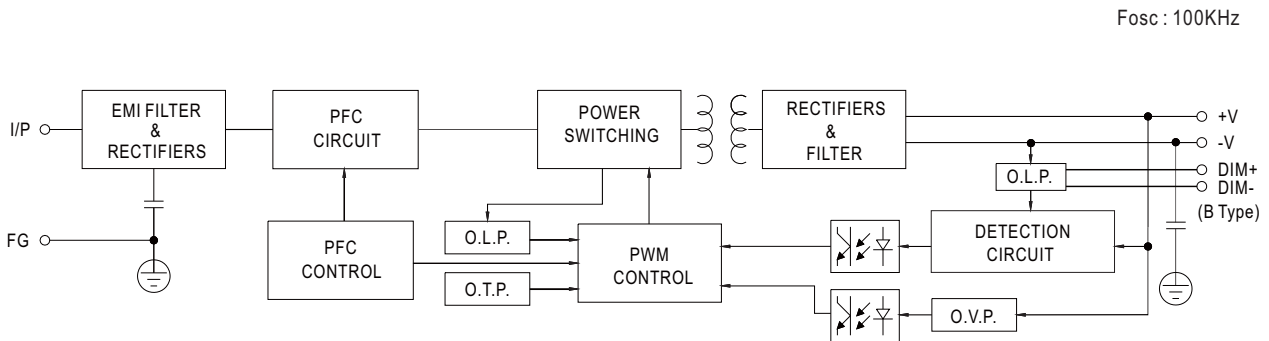 Fosc : 100KHz
I/P
EMI FILTER
&
RECTIFIERS
PFC
CIRCUIT
POWER
SWITCHING
RECTIFIERS
&
FILTER
+V
-V
DIM+
DIM-
(B Type)
O.L.P.
FG
PFC
CONTROL
O.L.P.
O.T.P.
PWM
CONTROL
DETECTION
CIRCUIT
O.V.P.